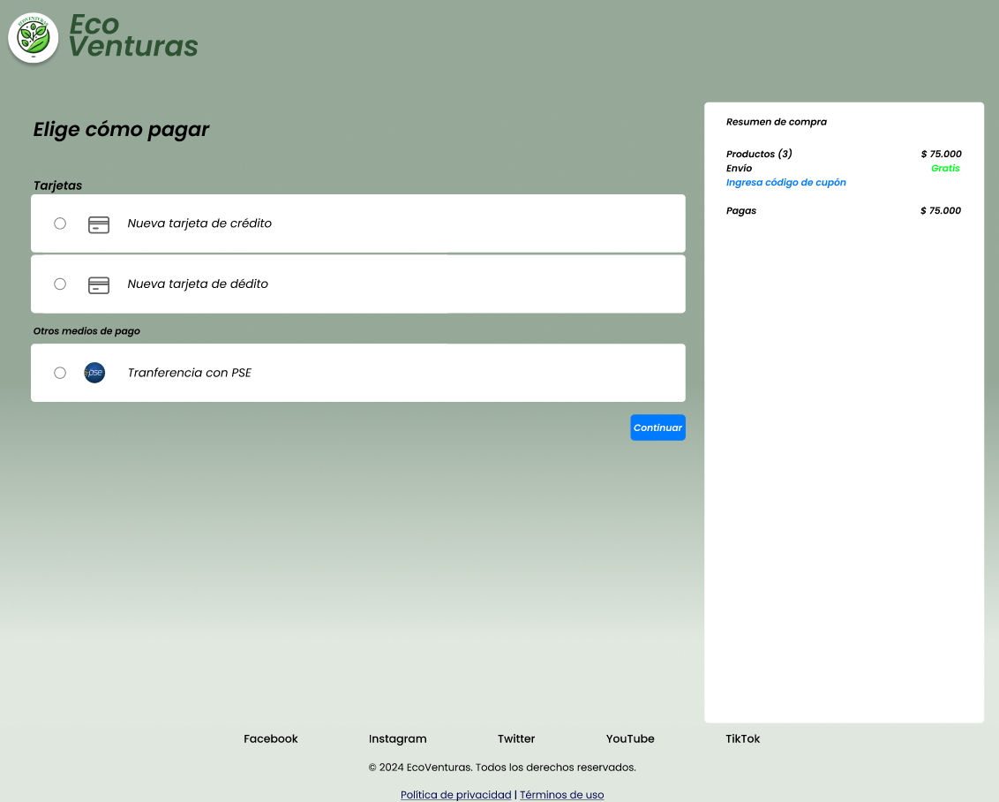 ECOVENTURAS
Eco
Venturas
Elige cómo pagar
Tarjetas
Nueva tarjeta de crédito
Nueva tarjeta de dédito
Otros medios de pago
pse
Tranferencia con PSE
Continuar
Resumen de compra
Productos (3) $ 75.000
Envío Gratis
Ingresa código de cupón
Pagas $ 75.000
Facebook Instagram Twitter YouTube TikTok
© 2024 EcoVenturas. Todos los derechos reservados.
Política de privacidad | Términos de uso